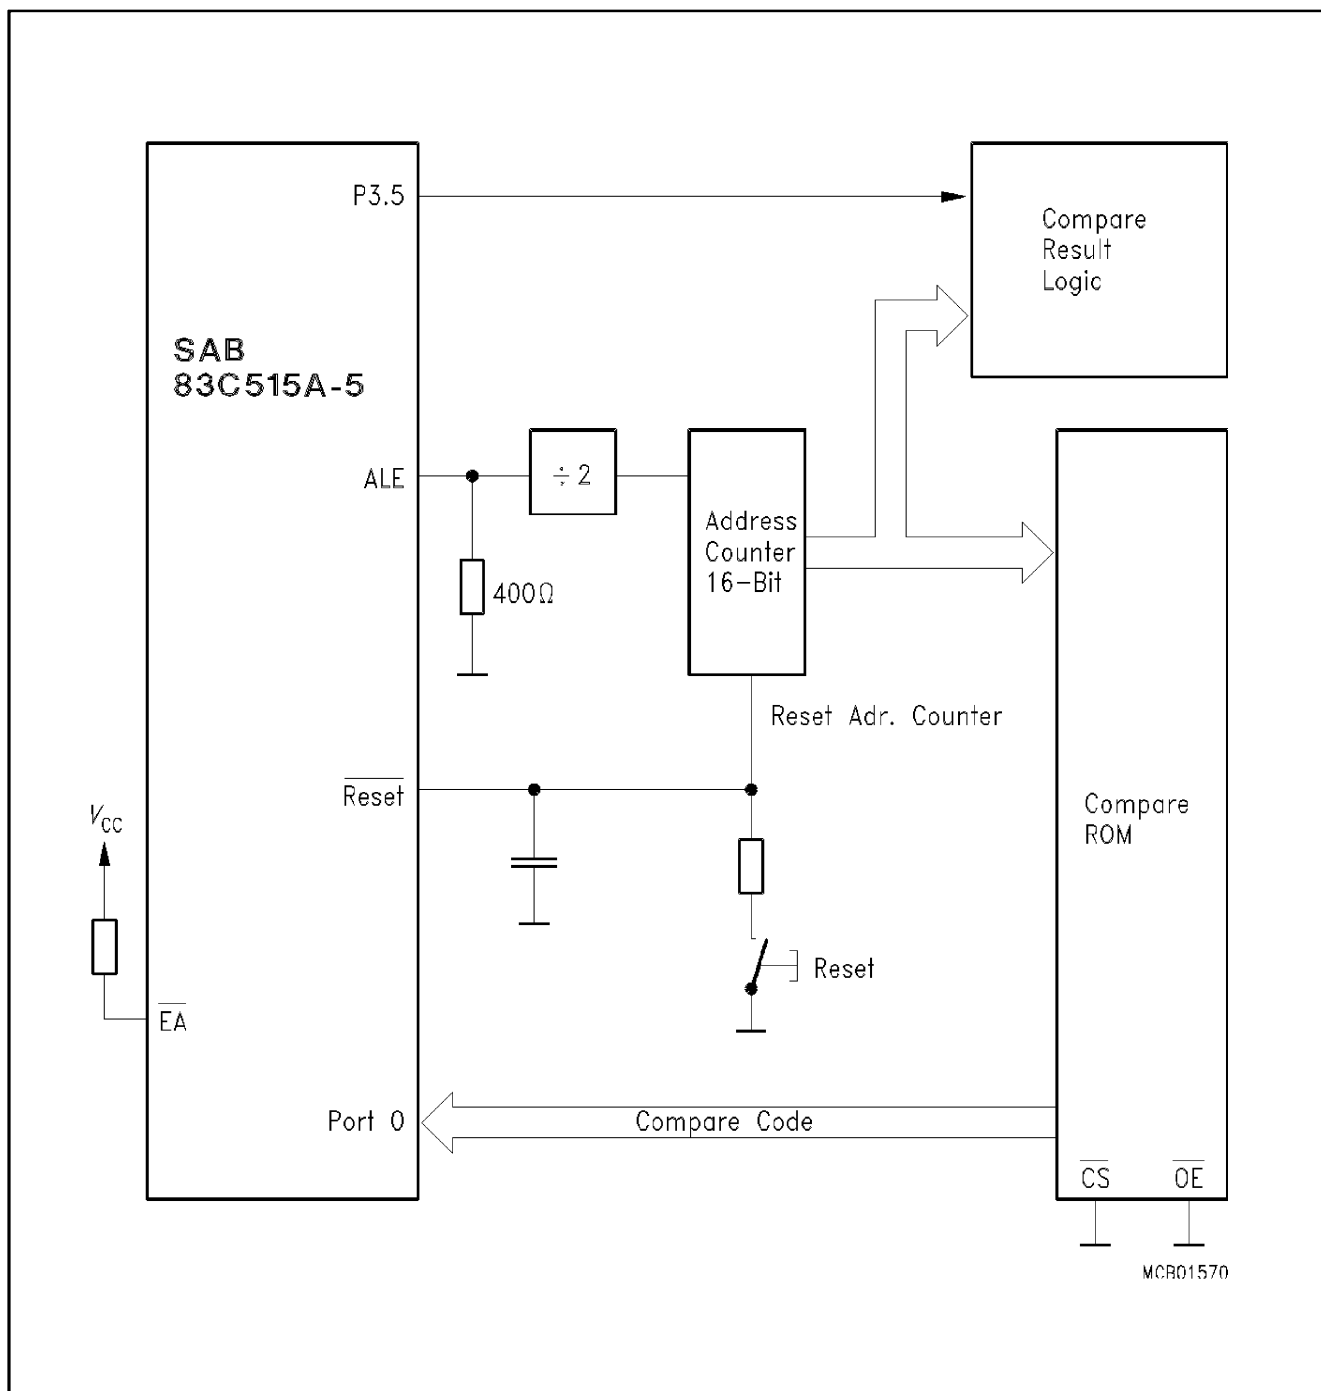 P3.5
Compare
Result
Logic
SAB
83C515A-5
ALE
÷ 2
Address
Counter
16-Bit
400Ω
Reset Adr. Counter
Reset
VCC
Compare
ROM
Reset
EA
Port 0
Compare Code
CS
OE
MCB01570